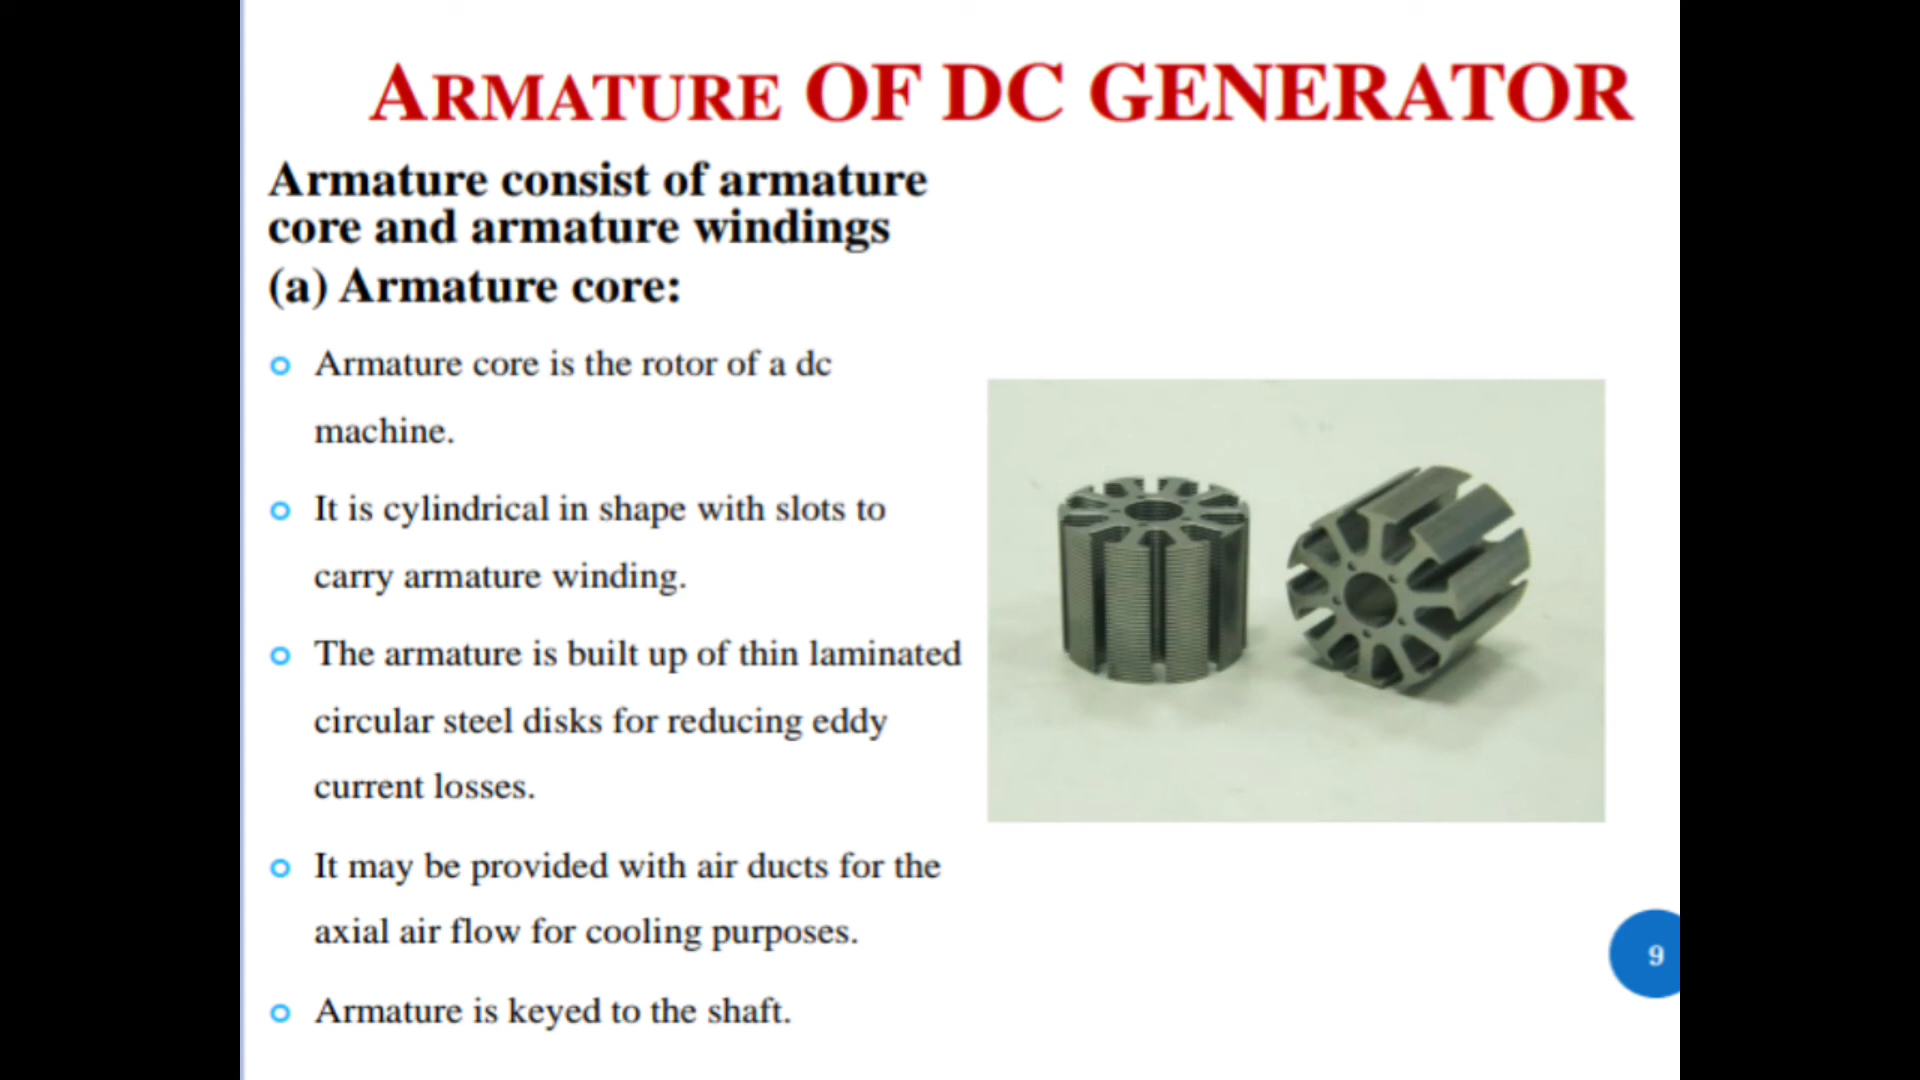 ARMATURE OF DC GENERATOR
Armature consist of armature
core and armature windings
(a) Armature core:
Armature core is the rotor of a dc
machine.
It is cylindrical in shape with slots to
carry armature winding.
The armature is built up of thin laminated
circular steel disks for reducing eddy
current losses.
It may be provided with air ducts for the
axial air flow for cooling purposes.
Armature is keyed to the shaft.
9